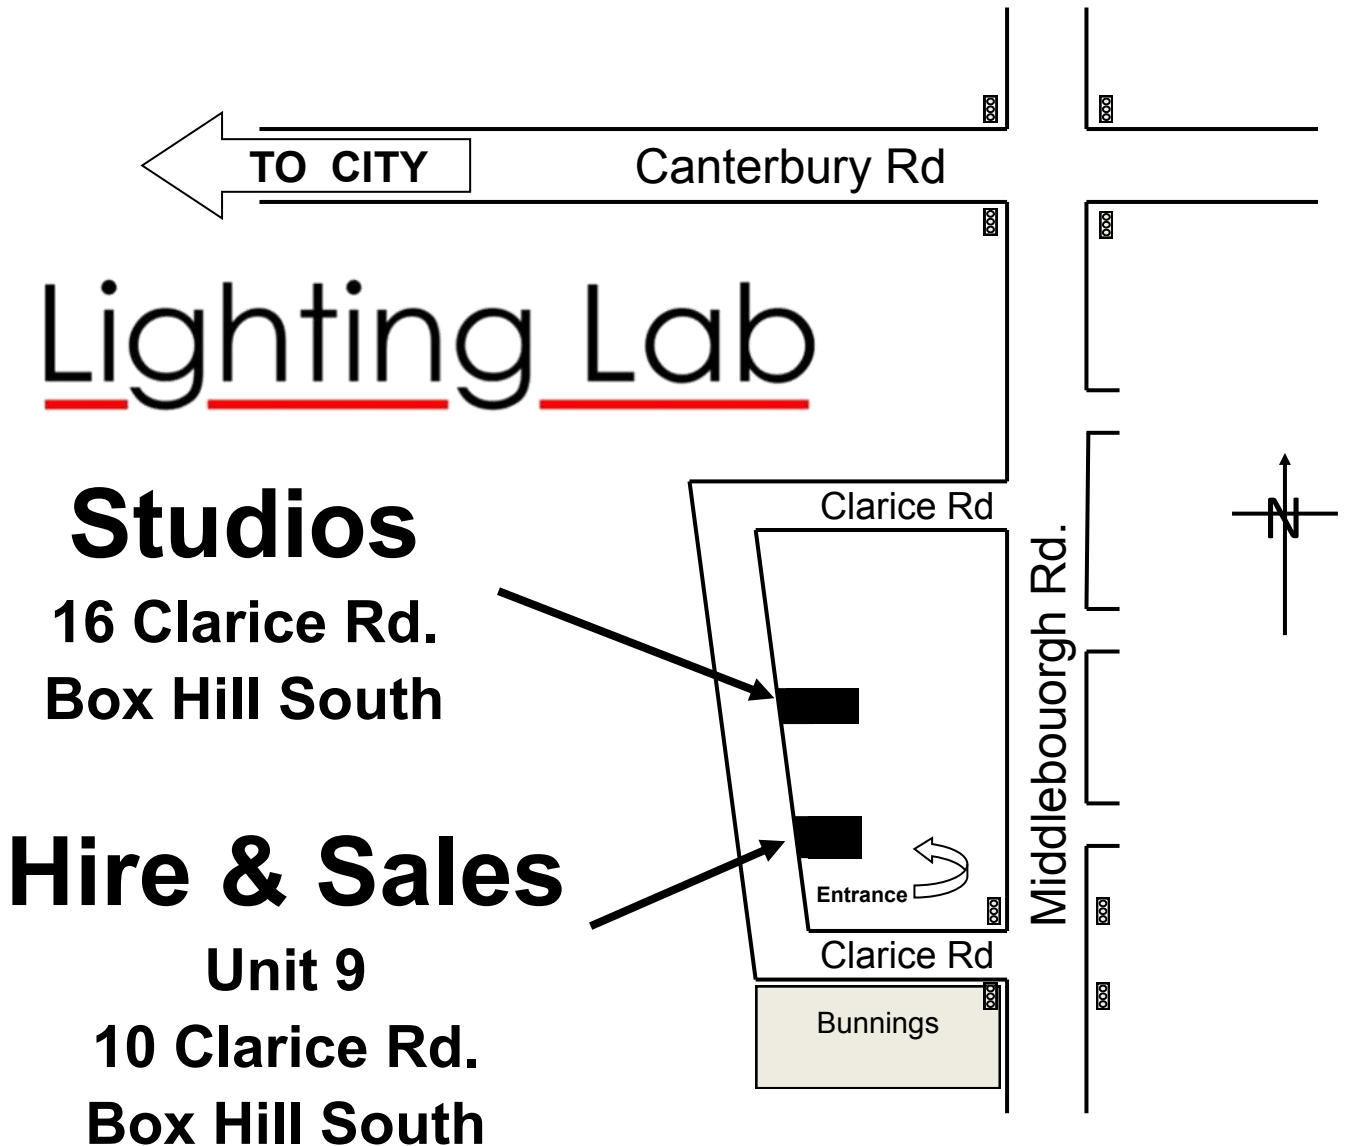 TO CITY
Canterbury Rd
Lighting Lab
Studios
16 Clarice Rd.
Box Hill South
Hire & Sales
Unit 9
10 Clarice Rd.
Box Hill South
Clarice Rd
N
Middlebouorgh Rd.
Entrance
Clarice Rd
Bunnings